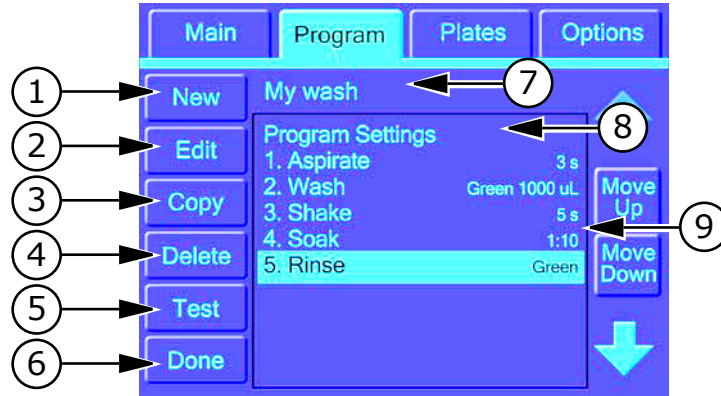 Main Program Plates Options
1 New My wash 7
Program Settings 8
2 Edit 1. Aspirate 3 s
2. Wash Green 1000 uL Move Up
3 Copy 3. Shake 5 s 9
4. Soak 1:10
4 Delete 5. Rinse Green Move Down
5 Test
6 Done